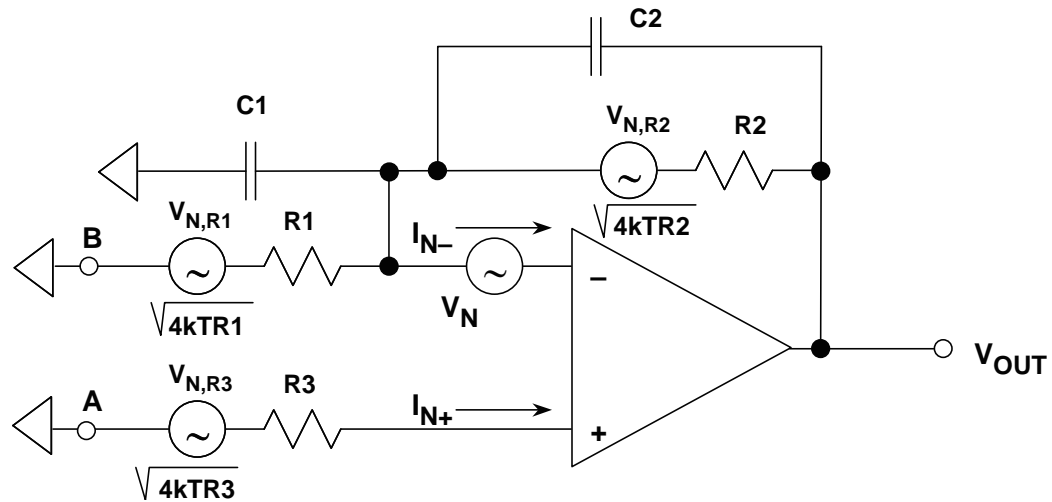 C2
C1
V_N,R2
R2
V_N,R1
R1
B
I_N–
√4kTR2
–
V_N
√4kTR1
V_OUT
V_N,R3
R3
A
I_N+
+
√4kTR3